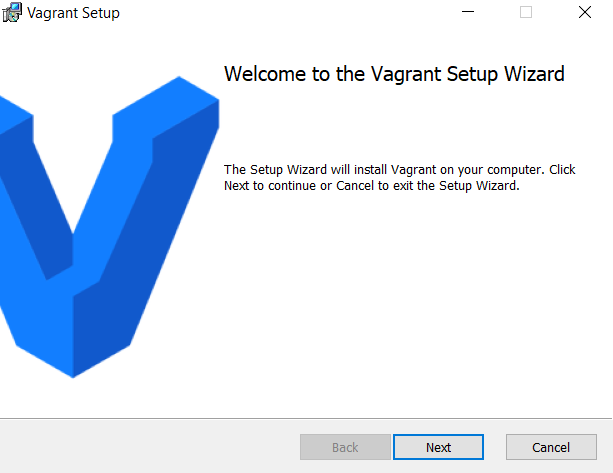 Vagrant Setup
Welcome to the Vagrant Setup Wizard
The Setup Wizard will install Vagrant on your computer. Click
Next to continue or Cancel to exit the Setup Wizard.
Back
Next
Cancel